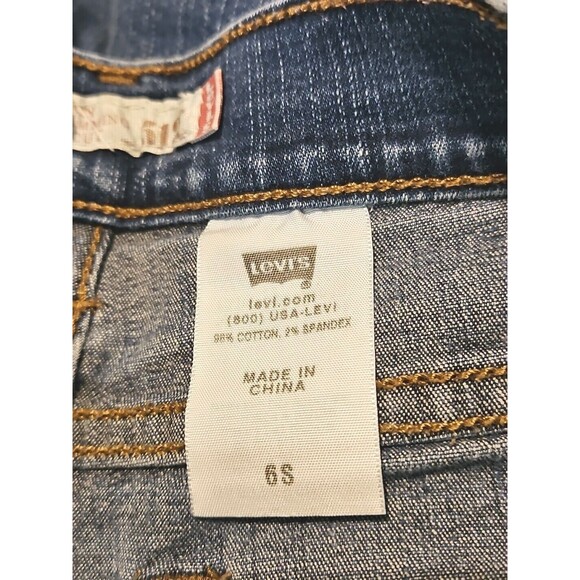 Levi's
®
levi.com
(800) USA-LEVI
98% COTTON, 2% SPANDEX
MADE IN
CHINA
6S